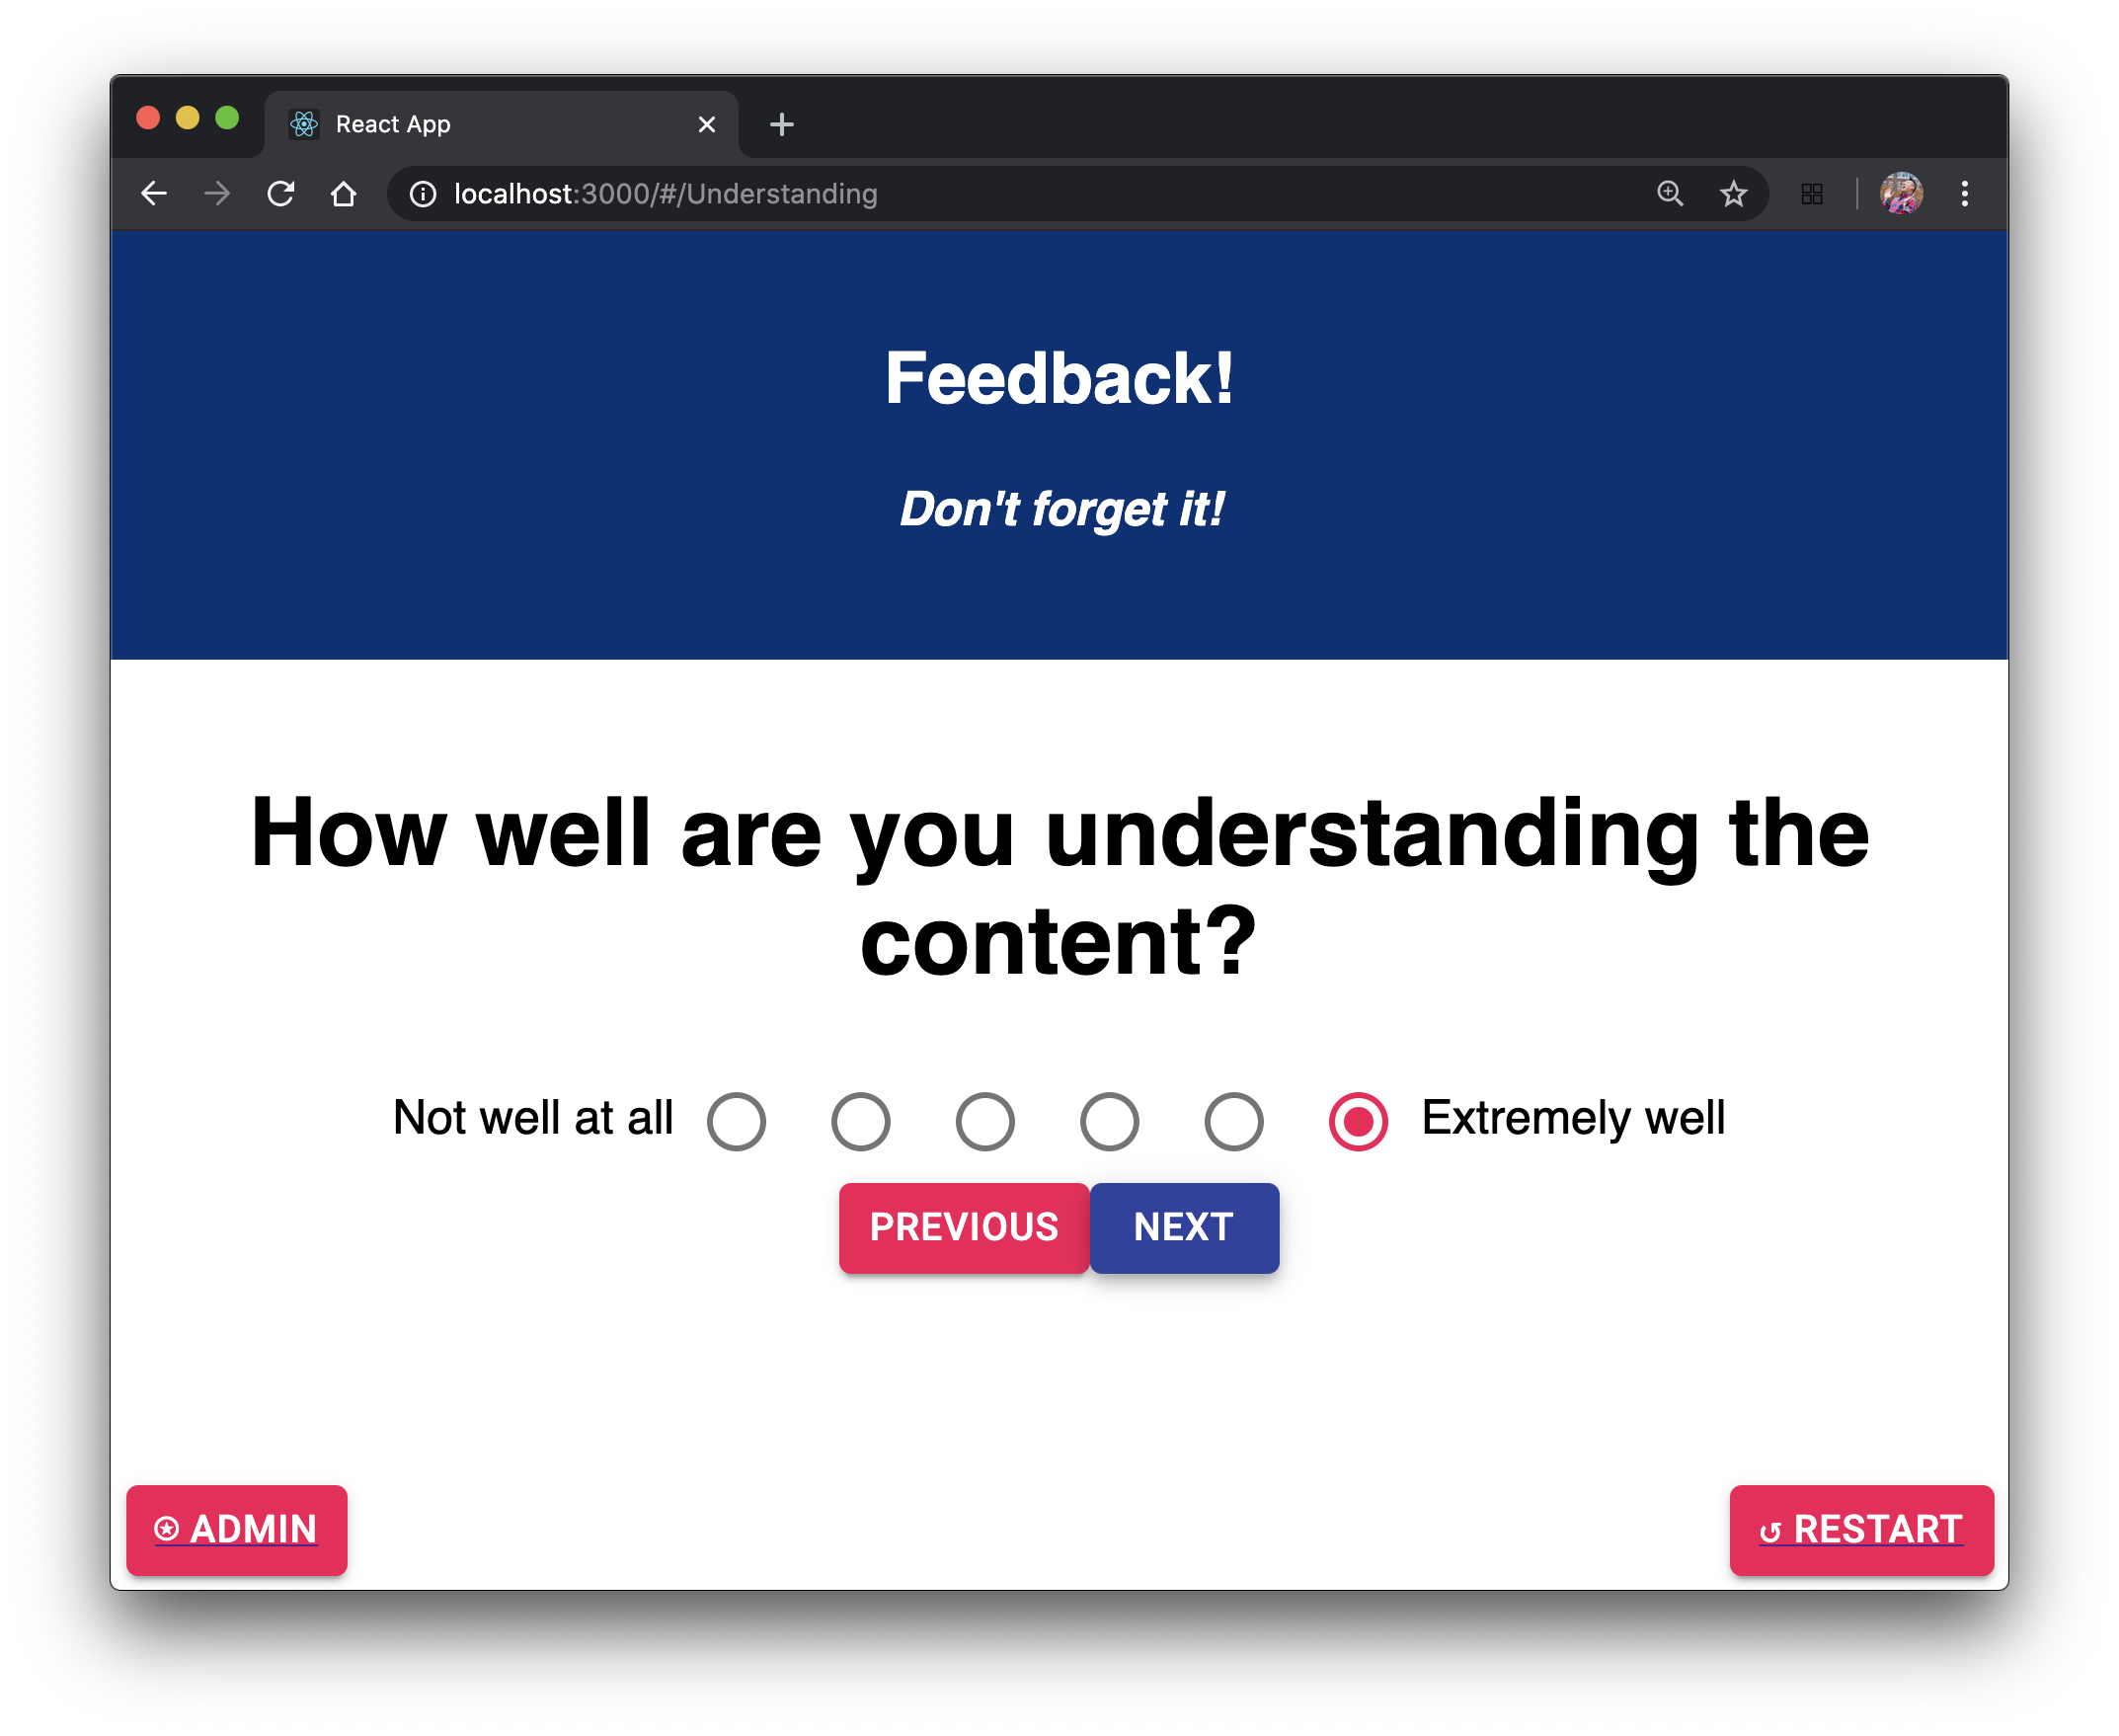 React App
localhost:3000/#/Understanding
Feedback!
Don't forget it!
How well are you understanding the
content?
Not well at all Extremely well
PREVIOUS NEXT
✪ ADMIN ↺ RESTART